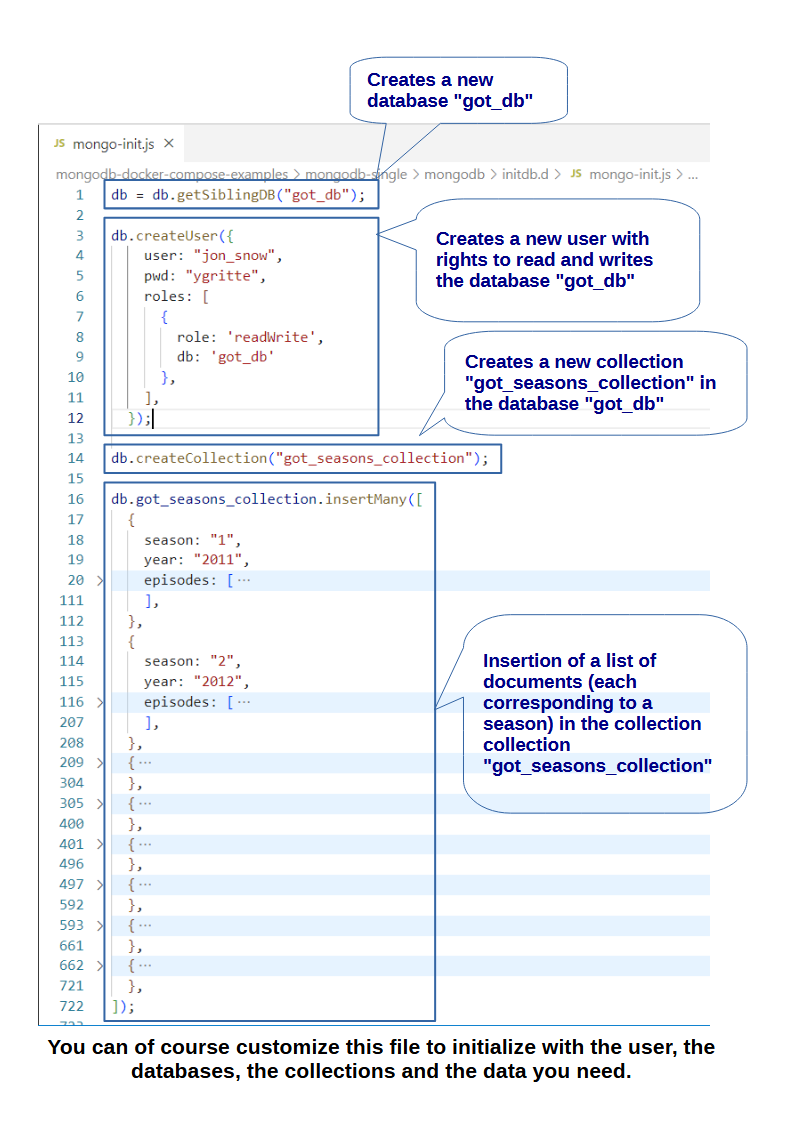 Creates a new
database "got_db"
JS mongo-init.js ×
mongodb-docker-compose-examples > mongodb-single > mongodb > initdb.d > JS mongo-init.js > ...
1 db = db.getSiblingDB("got_db");
2
3 db.createUser({
4 user: "jon_snow",
5 pwd: "ygritte",
6 roles: [
7 {
8 role: 'readWrite',
9 db: 'got_db'
10 },
11 ],
12 });
13
14 db.createCollection("got_seasons_collection");
15
16 db.got_seasons_collection.insertMany([
17 {
18 season: "1",
19 year: "2011",
20 > episodes: [ ···
111 ],
112 },
113 {
114 season: "2",
115 year: "2012",
116 > episodes: [ ···
207 ],
208 },
209 > { ···
304 },
305 > { ···
400 },
401 > { ···
496 },
497 > { ···
592 },
593 > { ···
661 },
662 > { ···
721 },
722 ]);
Creates a new user with
rights to read and writes
the database "got_db"
Creates a new collection
"got_seasons_collection" in
the database "got_db"
Insertion of a list of
documents (each
corresponding to a
season) in the collection
collection
"got_seasons_collection"
You can of course customize this file to initialize with the user, the
databases, the collections and the data you need.